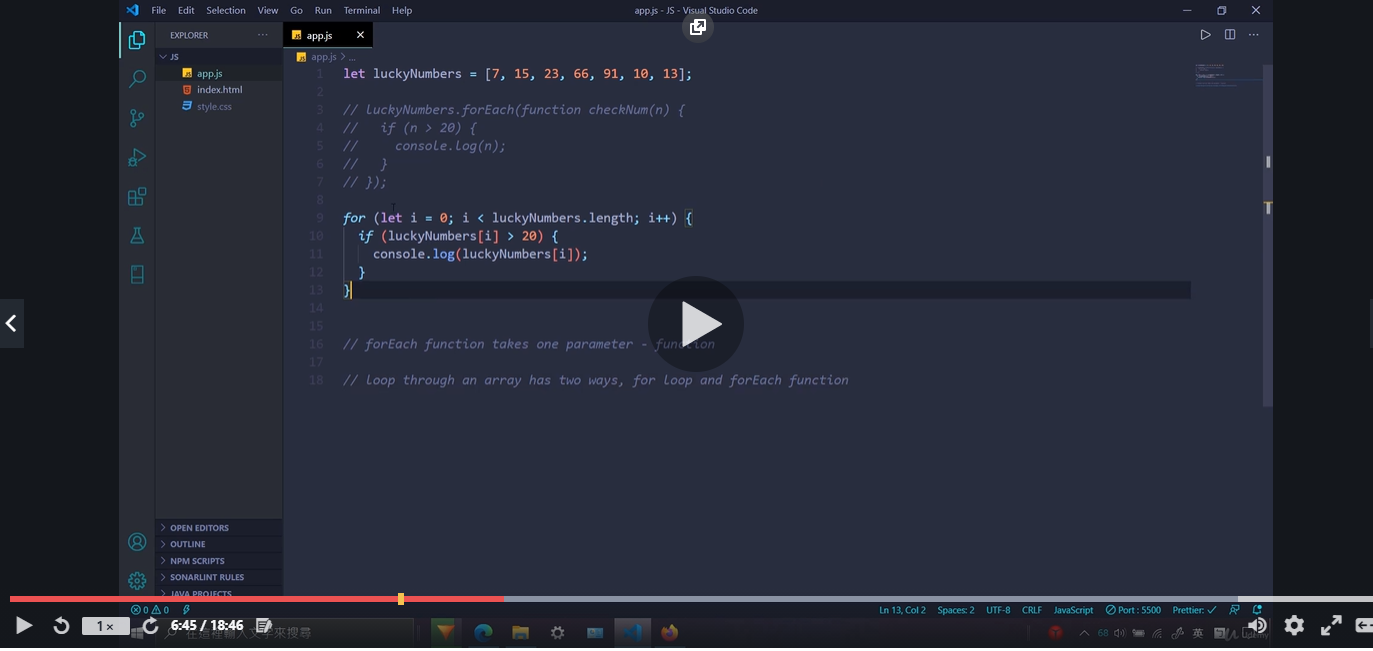 File Edit Selection View Go Run Terminal Help
app.js - JS - Visual Studio Code
EXPLORER
JS
app.js
index.html
style.css
app.js
app.js > ...
1 let luckyNumbers = [7, 15, 23, 66, 91, 10, 13];
2
3 // luckyNumbers.forEach(function checkNum(n) {
4 //   if (n > 20) {
5 //     console.log(n);
6 //   }
7 // });
8
9 for (let i = 0; i < luckyNumbers.length; i++) {
10   if (luckyNumbers[i] > 20) {
11     console.log(luckyNumbers[i]);
12   }
13 }
14
15
16 // forEach function takes one parameter - function
17
18 // loop through an array has two ways, for loop and forEach function
OPEN EDITORS
OUTLINE
NPM SCRIPTS
SONARLINT RULES
JAVA PROJECTS
0 0
Ln 13, Col 2 Spaces: 2 UTF-8 CRLF JavaScript Port : 5500 Prettier: ✓
1× 6:45 / 18:46
在這裡輸入文字來搜尋
68 英